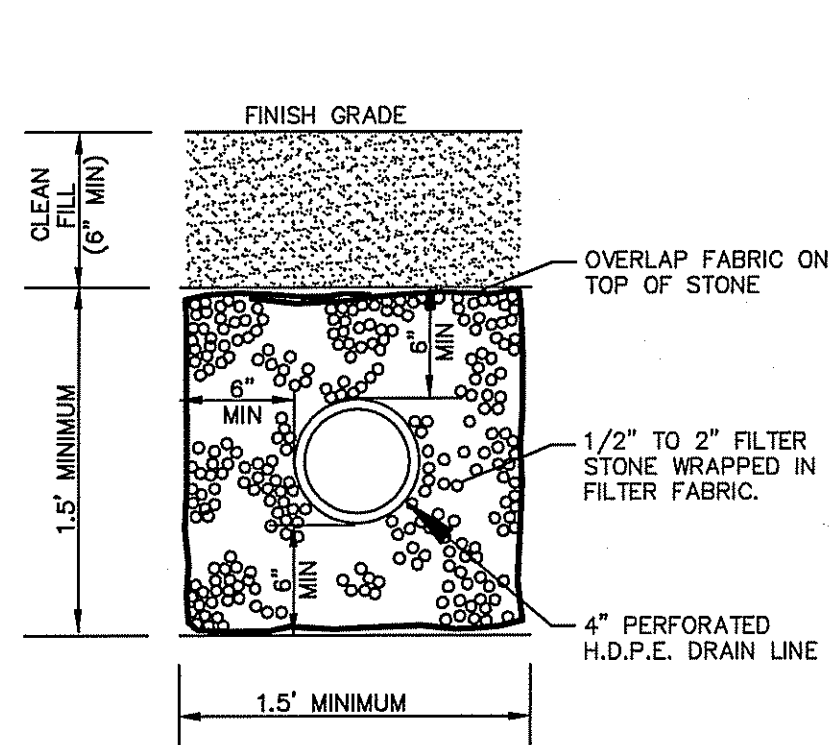 FINISH GRADE
CLEAN
FILL
(6" MIN)
OVERLAP FABRIC ON
TOP OF STONE
6"
MIN
6"
MIN
1.5' MINIMUM
1/2" TO 2" FILTER
STONE WRAPPED IN
FILTER FABRIC.
6"
MIN
4" PERFORATED
H.D.P.E. DRAIN LINE
1.5' MINIMUM